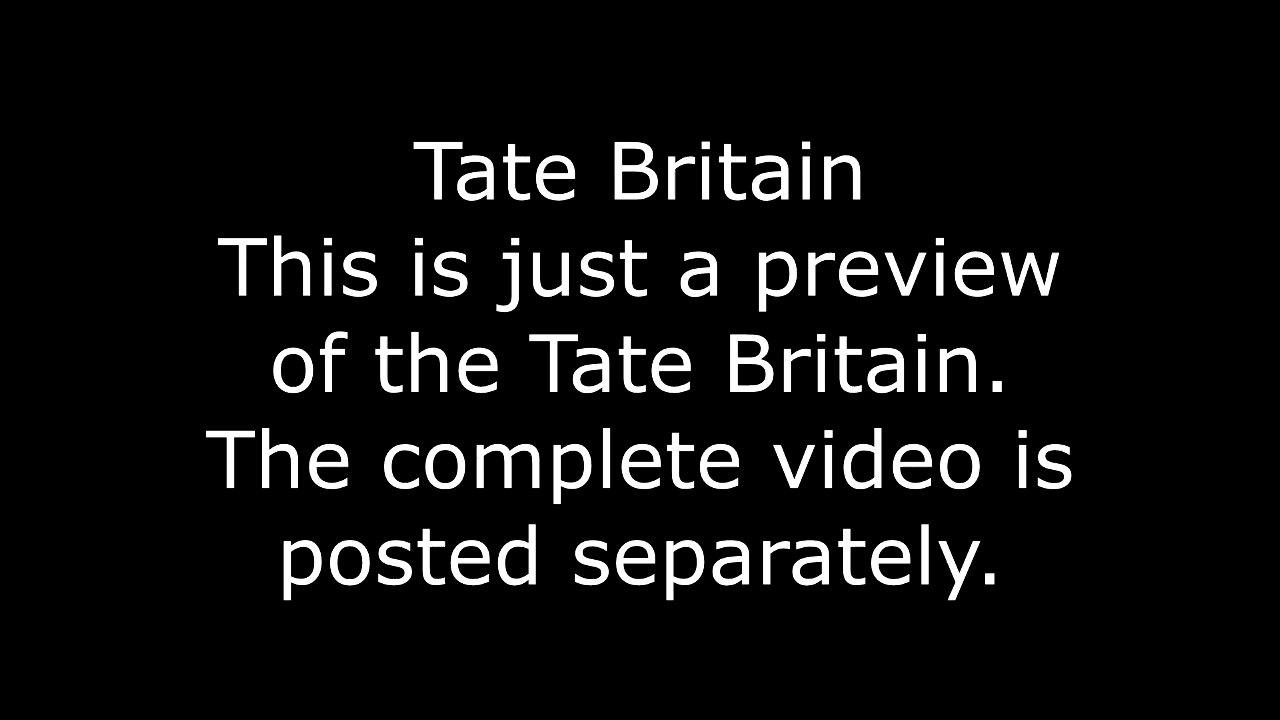 Tate Britain
This is just a preview
of the Tate Britain.
The complete video is
posted separately.